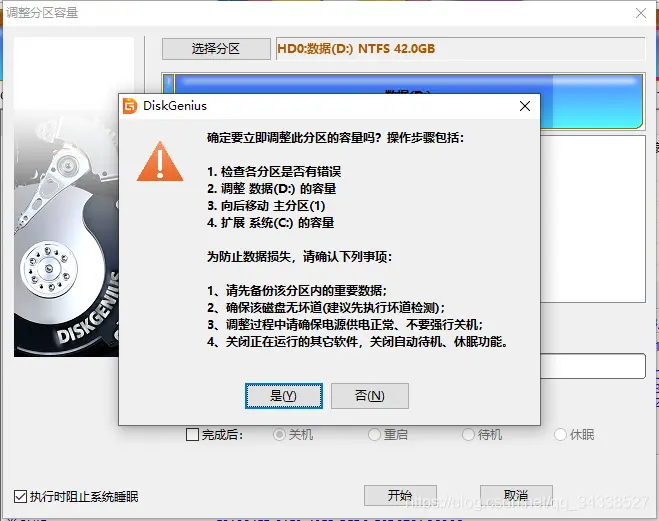 调整分区容量
选择分区
HD0:数据(D:) NTFS 42.0GB
数据(D:)
DiskGenius
确定要立即调整此分区的容量吗？操作步骤包括：
1. 检查各分区是否有错误
2. 调整 数据(D:) 的容量
3. 向后移动 主分区(1)
4. 扩展 系统(C:) 的容量
为防止数据损失，请确认下列事项：
1、请先备份该分区内的重要数据；
2、确保该磁盘无坏道(建议先执行坏道检测)；
3、调整过程中请确保电源供电正常、不要强行关机；
4、关闭正在运行的其它软件，关闭自动待机、休眠功能。
DISKGENIUS
是(Y)
否(N)
完成后：
关机
重启
待机
休眠
执行时阻止系统睡眠
开始
取消
https://blog.csdn.net/qq_34338527